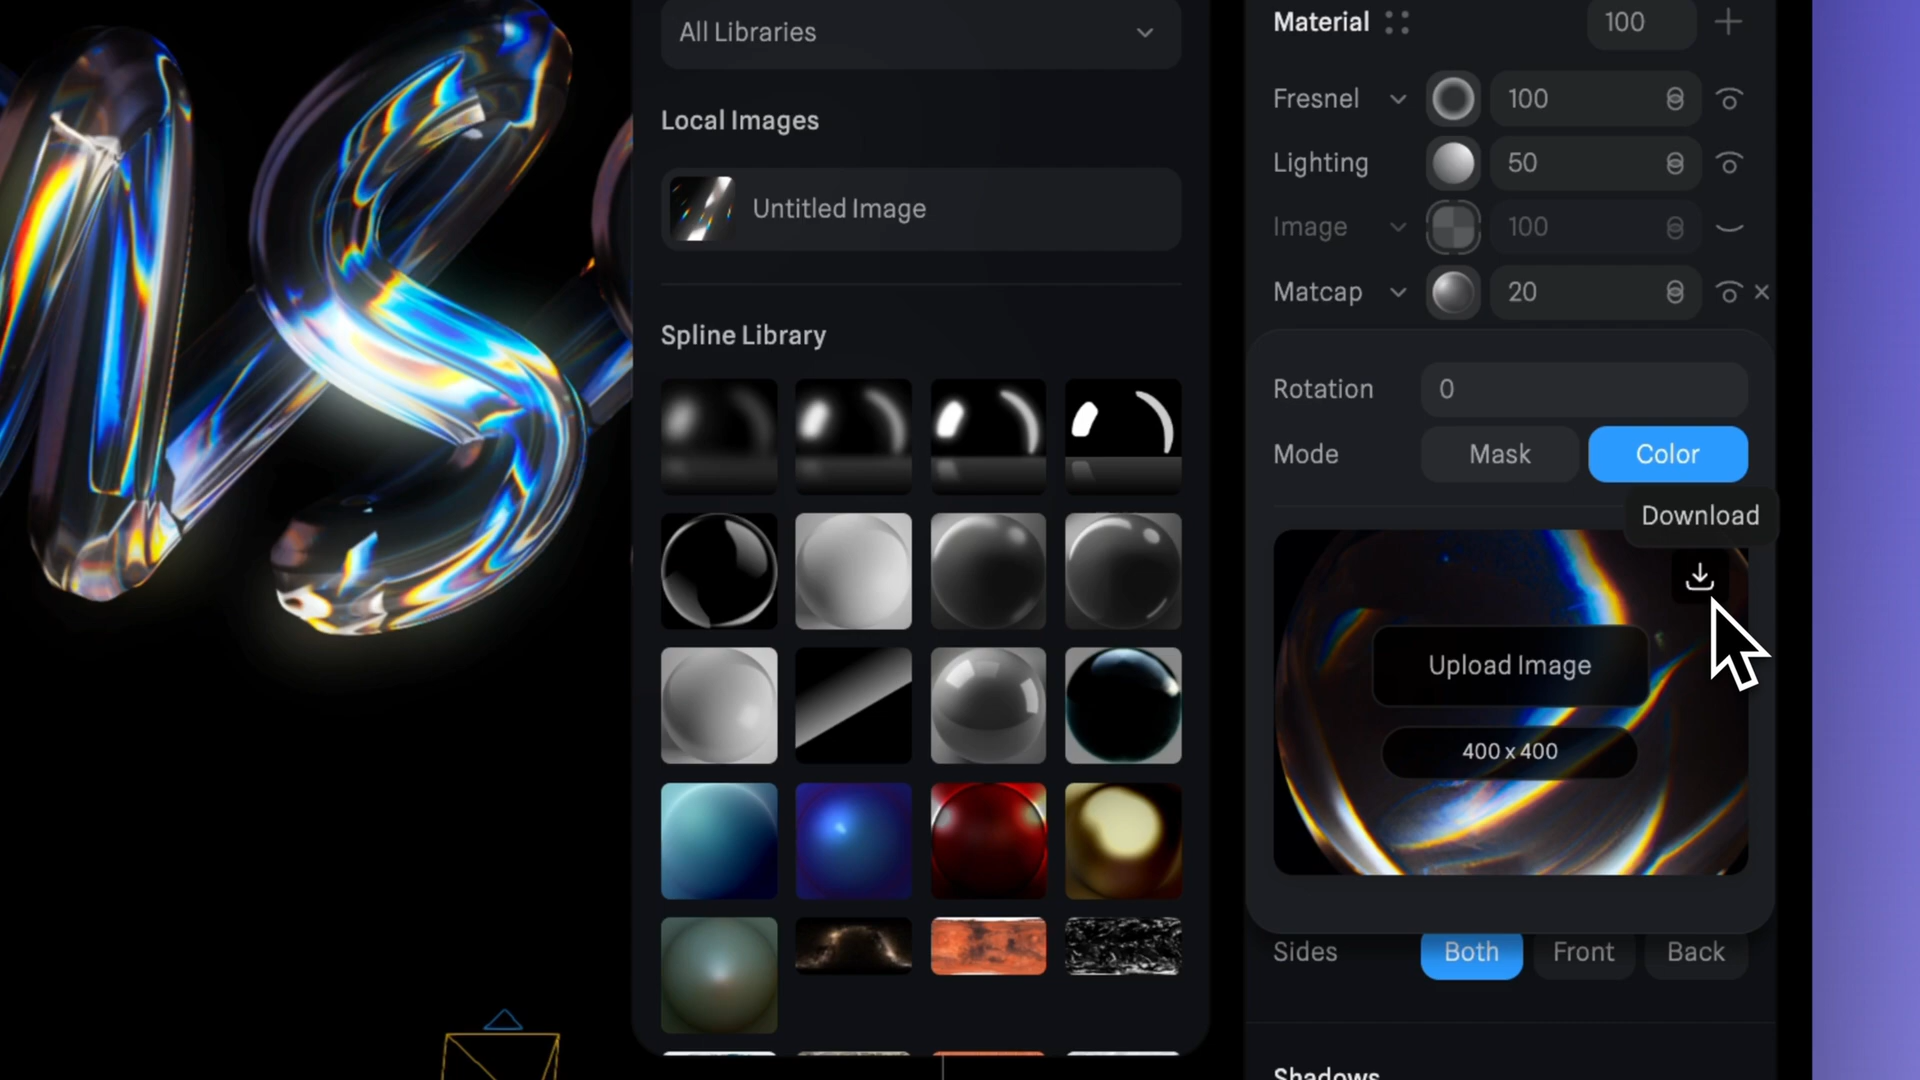 All Libraries
Local Images
Untitled Image
Spline Library
Material 100
Fresnel 100
Lighting 50
Image 100
Matcap 20
Rotation 0
Mode Mask Color
Download
Upload Image
400 x 400
Sides Both Front Back
Shadows